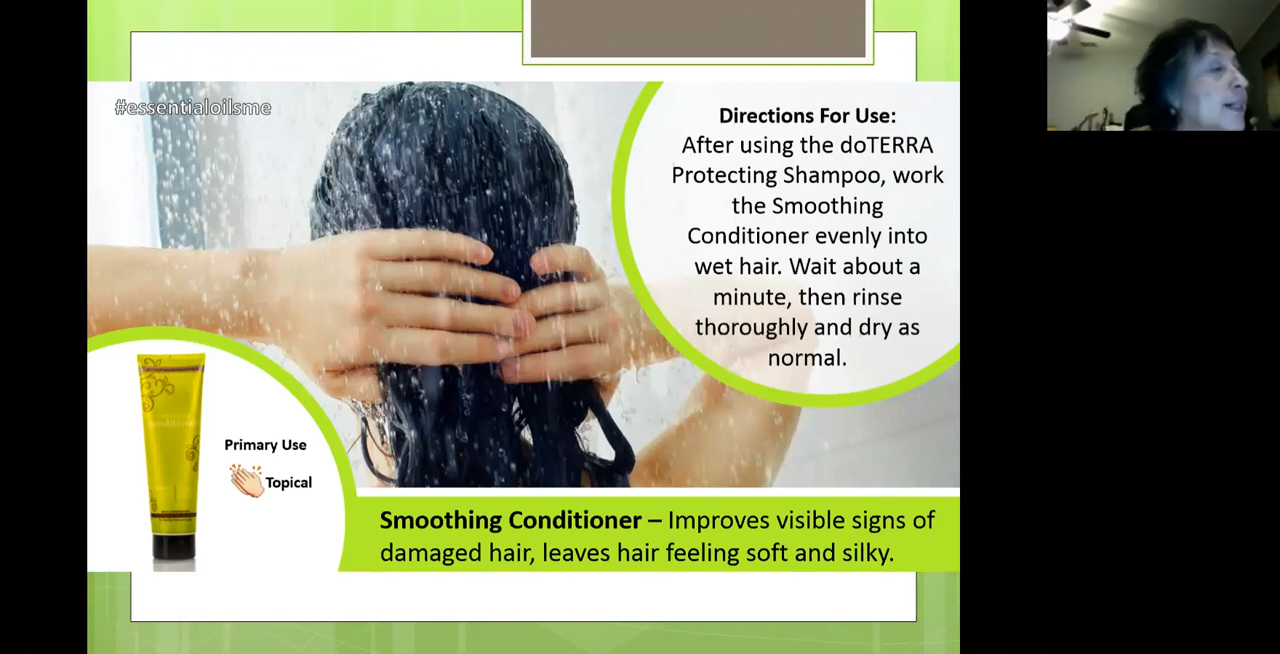 #essentialoilsme
Directions For Use:
After using the doTERRA
Protecting Shampoo, work
the Smoothing
Conditioner evenly into
wet hair. Wait about a
minute, then rinse
thoroughly and dry as
normal.
conditioner
Primary Use
Topical
Smoothing Conditioner – Improves visible signs of
damaged hair, leaves hair feeling soft and silky.